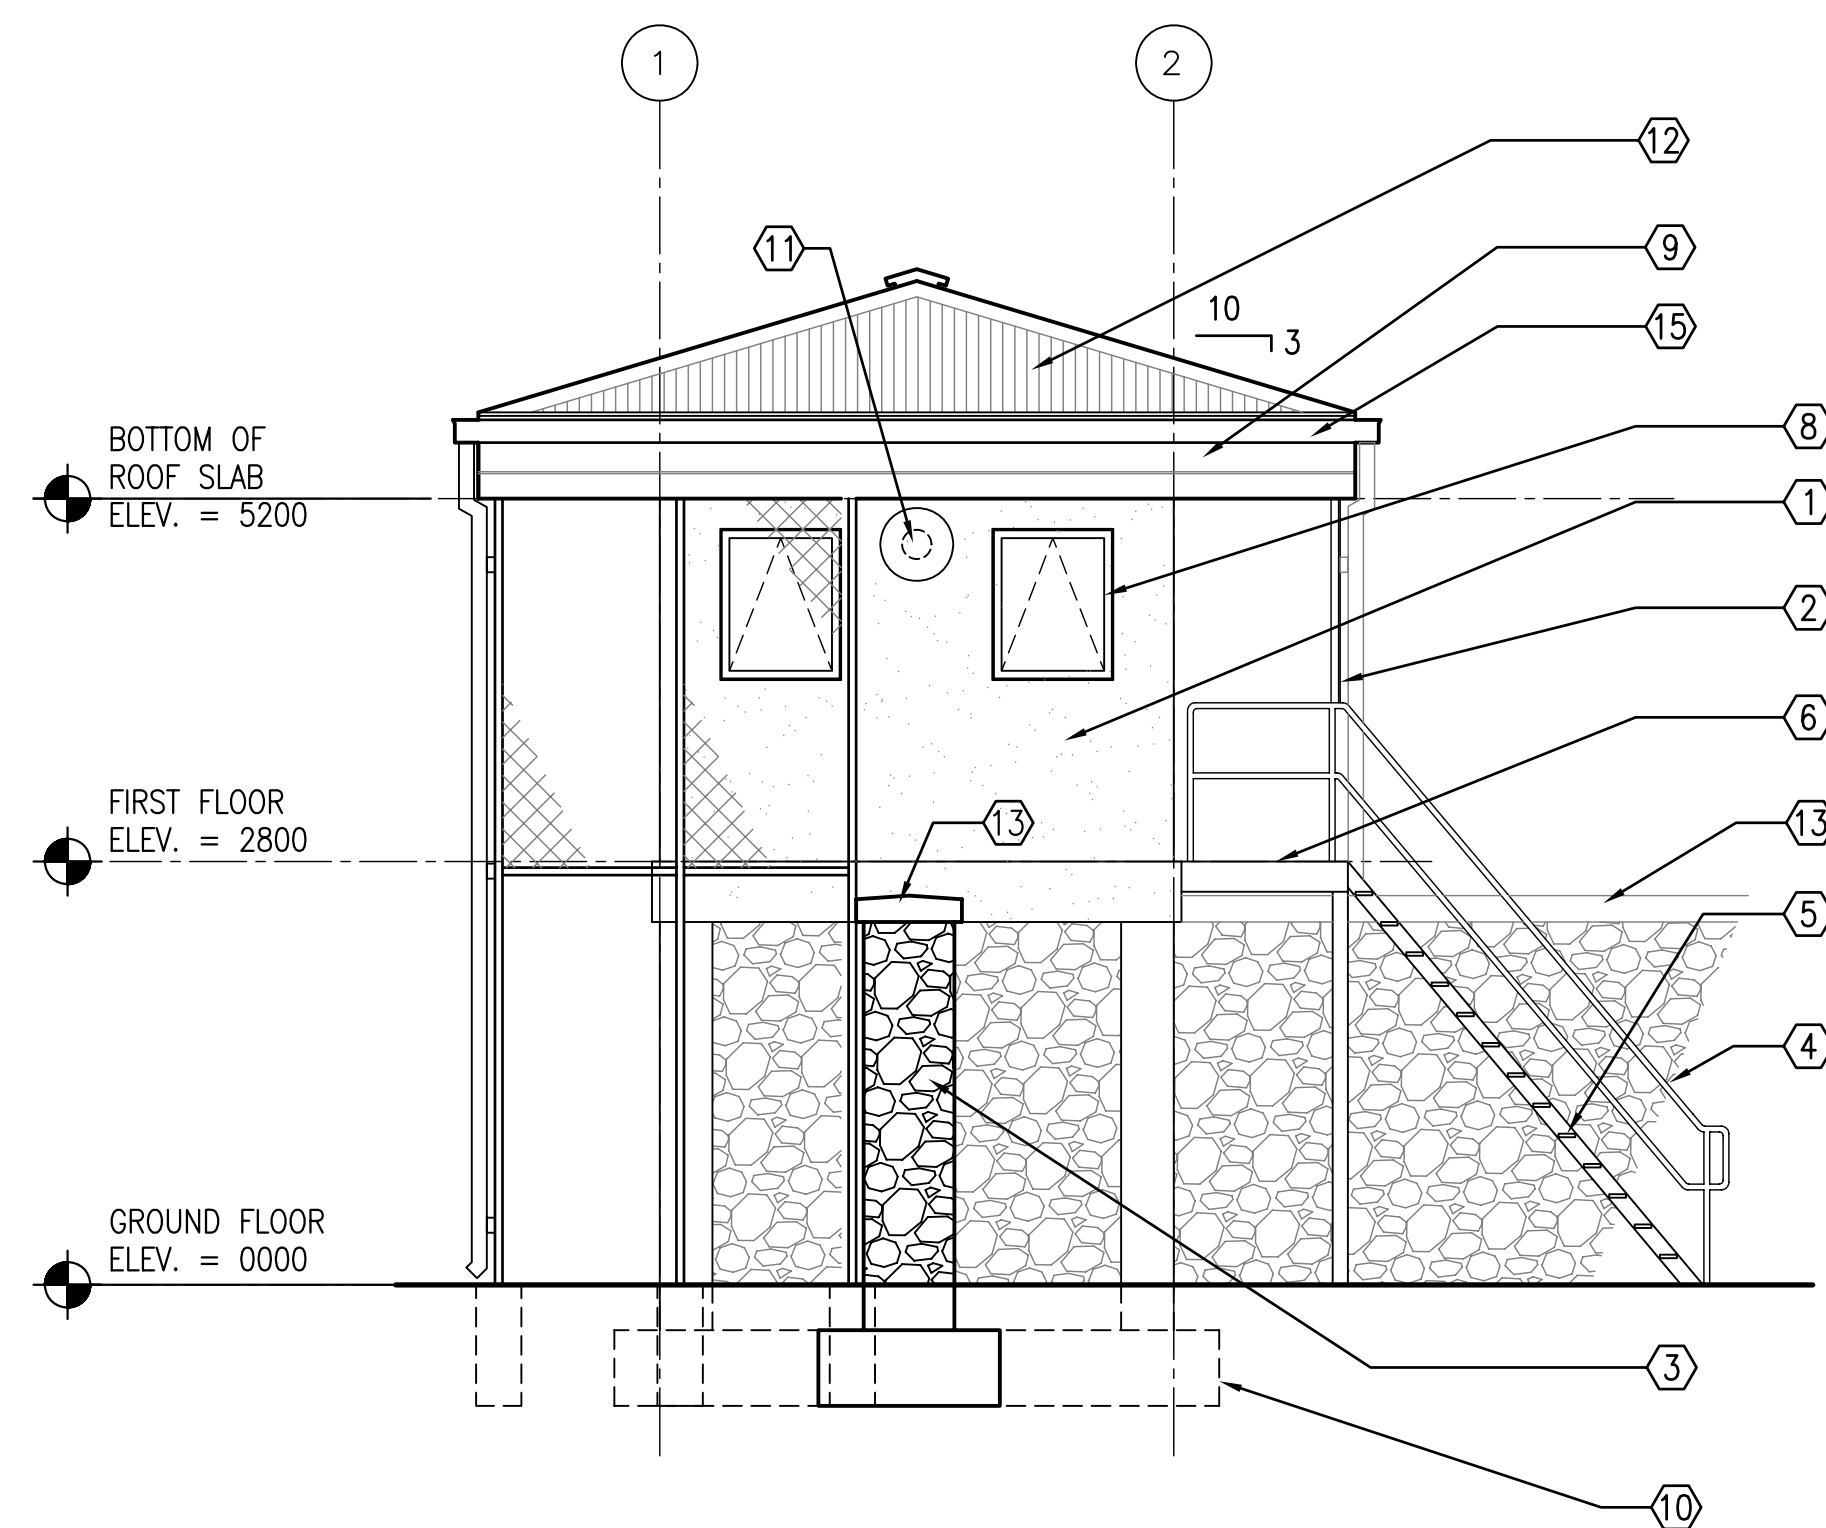 1
2
12
11
9
10
3
15
BOTTOM OF
ROOF SLAB
ELEV. = 5200
8
1
2
6
FIRST FLOOR
ELEV. = 2800
13
13
5
4
GROUND FLOOR
ELEV. = 0000
3
10